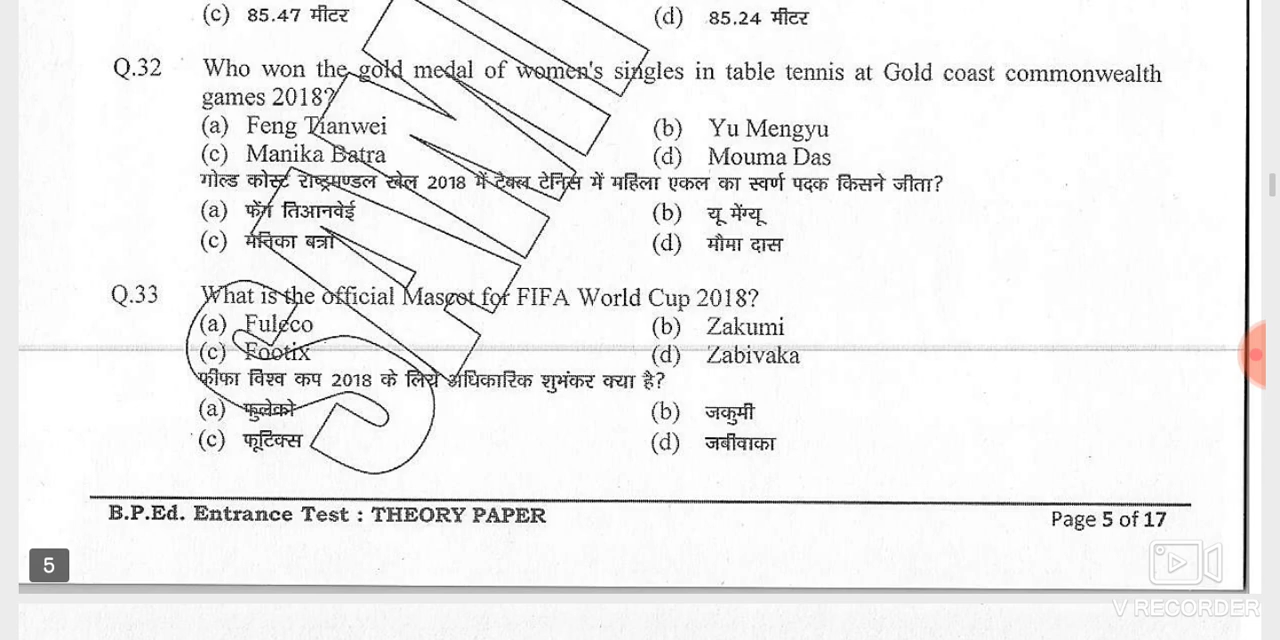 (c) 85.47 मीटर (d) 85.24 मीटर
Q.32 Who won the gold medal of women's singles in table tennis at Gold coast commonwealth
games 2018?
(a) Feng Tianwei (b) Yu Mengyu
(c) Manika Batra (d) Mouma Das
गोल्ड कोस्ट राष्ट्रमण्डल खेल 2018 में टेबल टेनिस में महिला एकल का स्वर्ण पदक किसने जीता?
(a) फेंग तिआनवेई (b) यू मेंग्यू
(c) मनिका बत्रा (d) मौमा दास
Q.33 What is the official Mascot for FIFA World Cup 2018?
(a) Fuleco (b) Zakumi
(c) Footix (d) Zabivaka
फीफा विश्व कप 2018 के लिये अधिकारिक शुभंकर क्या है?
(a) फुलेको (b) जकुमी
(c) फूटिक्स (d) जबीवाका
B.P.Ed. Entrance Test : THEORY PAPER Page 5 of 17
5
V RECORDER
SAMM